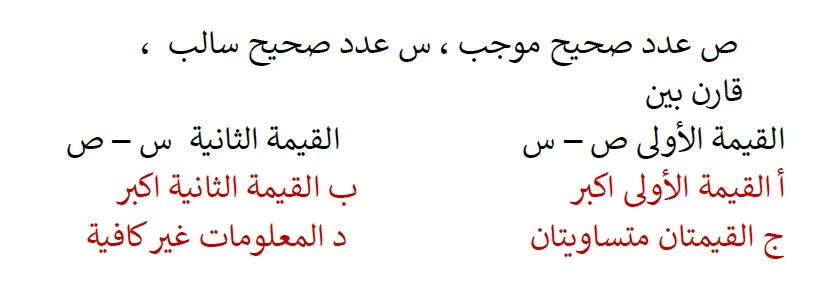 ص عدد صحيح موجب ، س عدد صحيح سالب ،
قارن بين
القيمة الأولى ص – س القيمة الثانية س – ص
أ القيمة الأولى اكبر ب القيمة الثانية اكبر
ج القيمتان متساويتان د المعلومات غير كافية